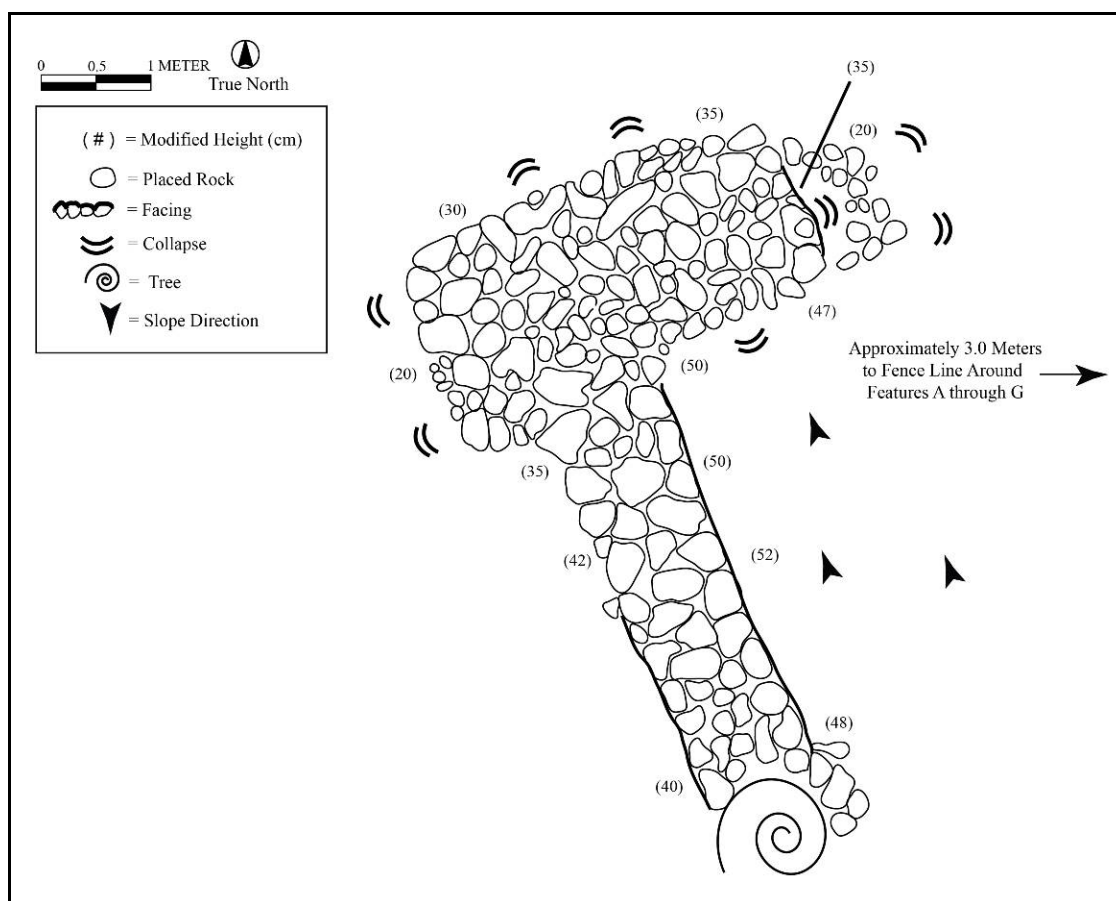 0 0.5 1 METER
True North
( # ) = Modified Height (cm)
= Placed Rock
= Facing
= Collapse
= Tree
= Slope Direction
(35)
(35)
(20)
(30)
(47)
(50)
(20)
Approximately 3.0 Meters
to Fence Line Around
Features A through G
(35)
(50)
(42)
(52)
(48)
(40)